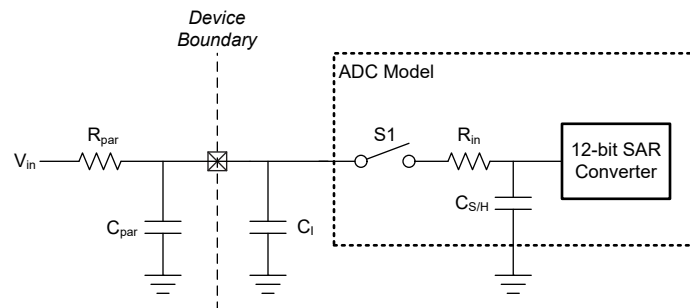 Device
Boundary
ADC Model
R_par
S1
R_in
V_in
12-bit SAR
Converter
C_par
C_I
C_S/H